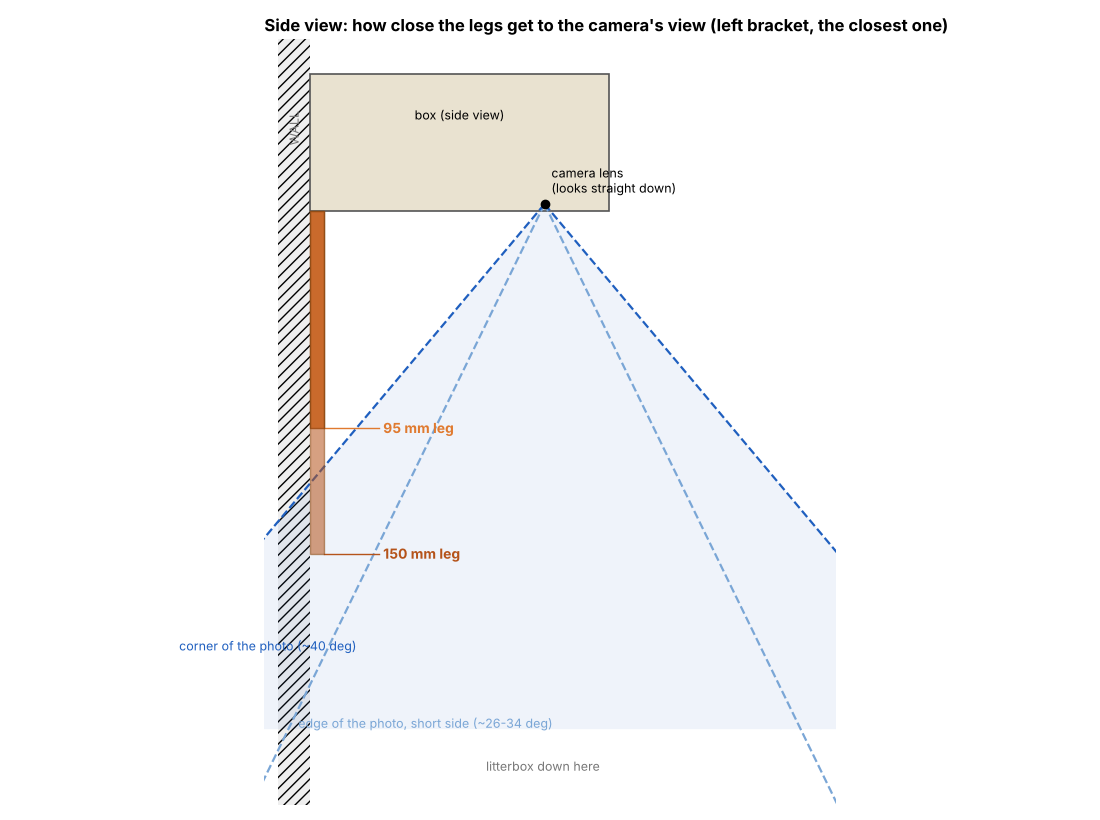 Side view: how close the legs get to the camera's view (left bracket, the closest one)
WALL
box (side view)
camera lens
(looks straight down)
95 mm leg
150 mm leg
corner of the photo (~40 deg)
edge of the photo, short side (~26-34 deg)
litterbox down here